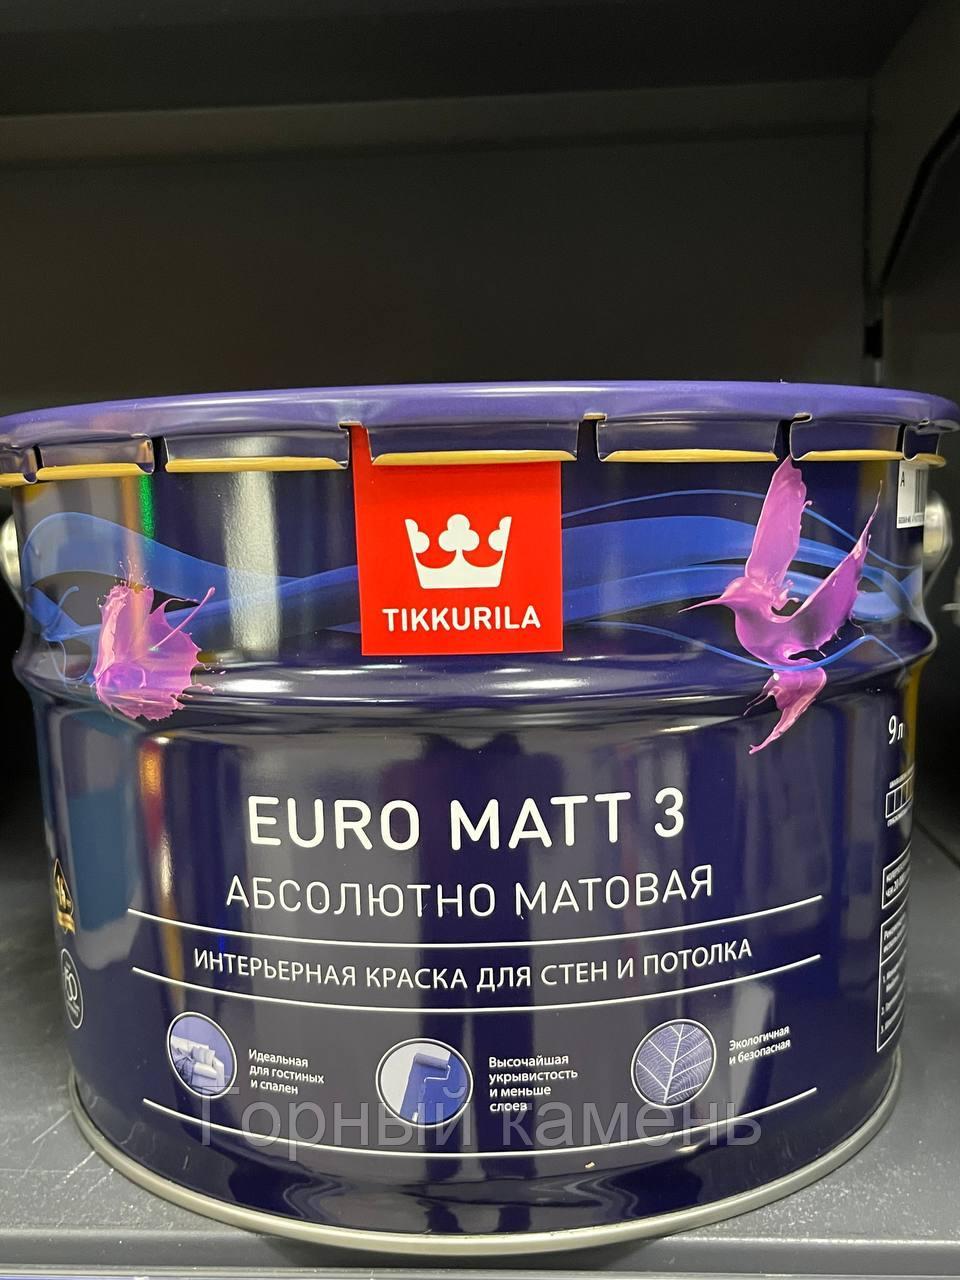 A
TIKKURILA
9 л
EURO MATT 3
АБСОЛЮТНО МАТОВАЯ
ИНТЕРЬЕРНАЯ КРАСКА ДЛЯ СТЕН И ПОТОЛКА
Идеальная
для гостиных
и спален
Высочайшая
укрывистость
и меньше
слоев
Экологичная
и безопасная
Горный камень